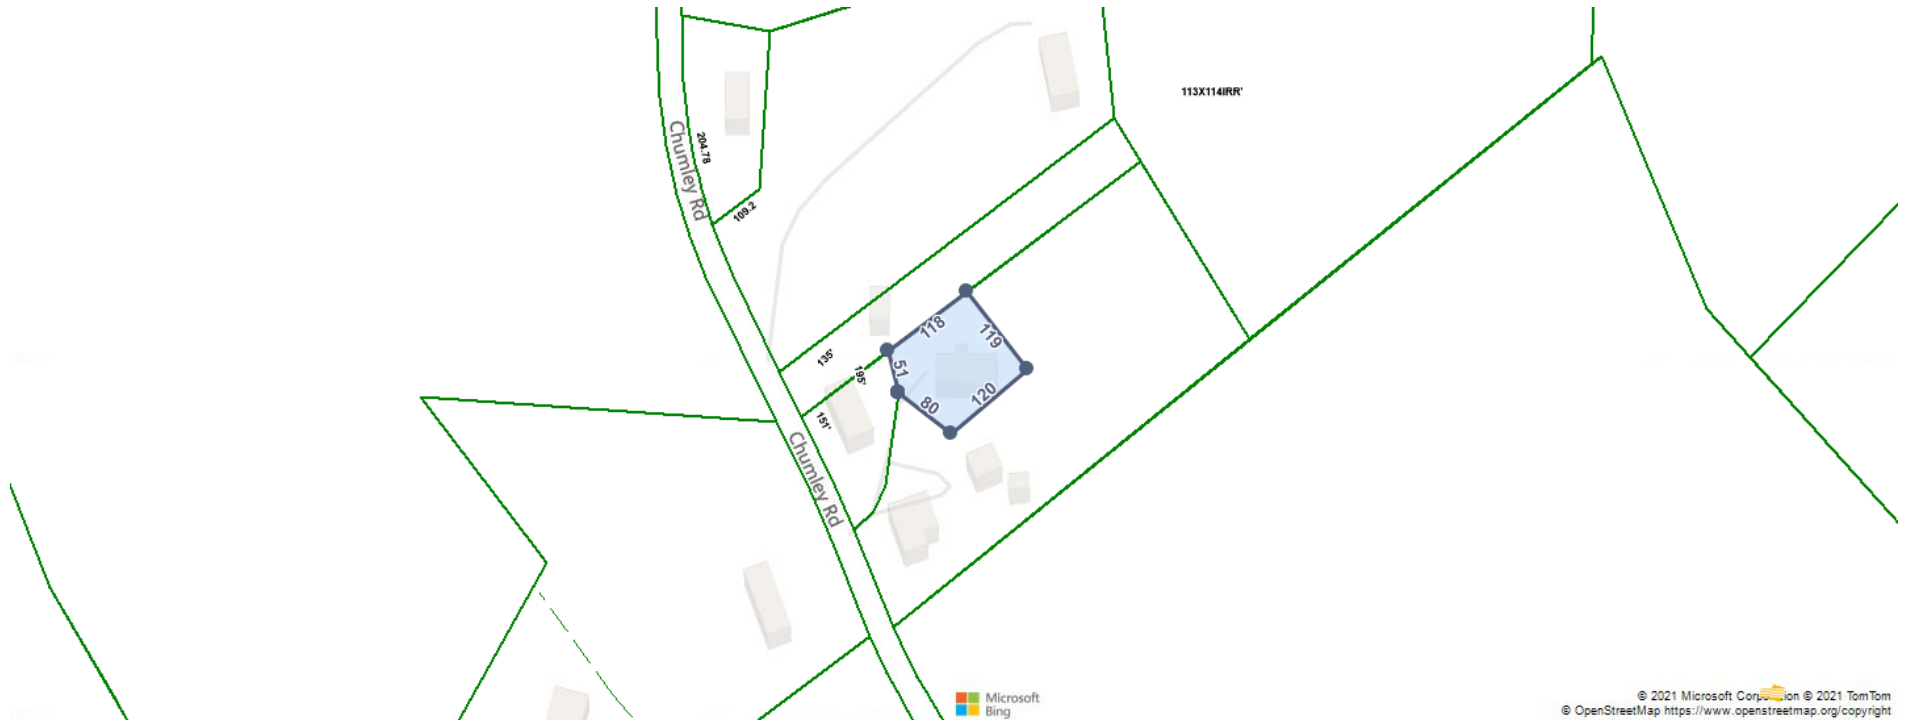 113X114IRR'
204.78
Chumley Rd
109.2
118
119
135'
195'
51
151'
80
120
Chumley Rd
Microsoft
Bing
© 2021 Microsoft ion © 2021 TomTom
© OpenStreetMap https://www.openstreetmap.org/copyright